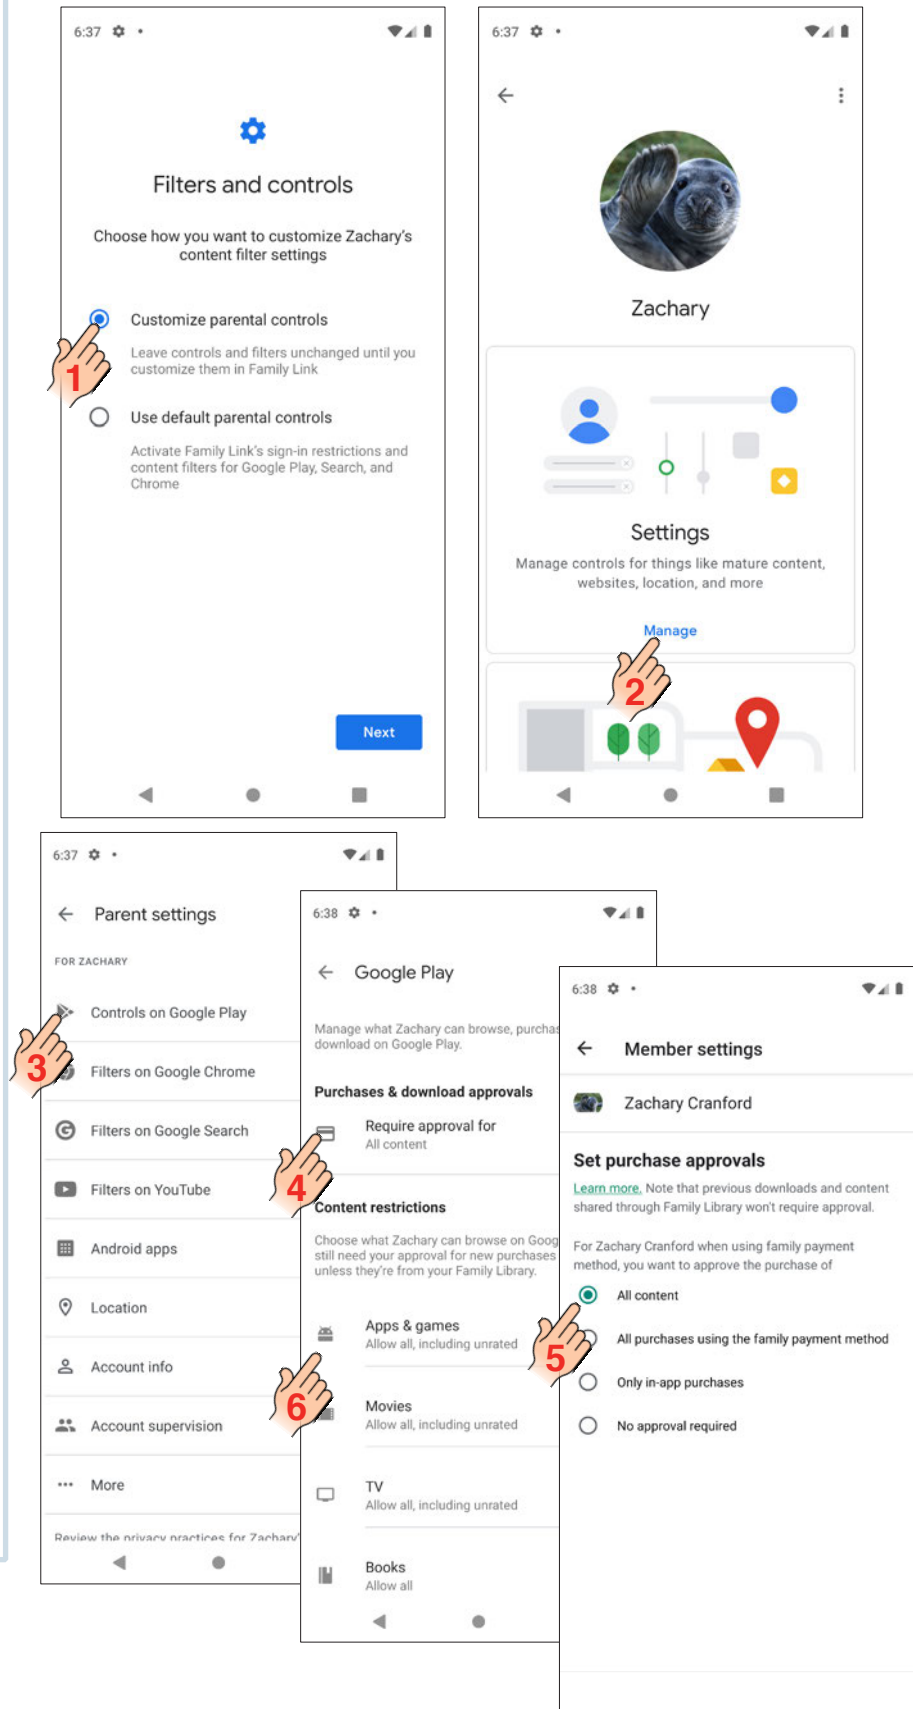 6:37
Filters and controls
Choose how you want to customize Zachary's
content filter settings
Customize parental controls
Leave controls and filters unchanged until you
customize them in Family Link
1
Use default parental controls
Activate Family Link's sign-in restrictions and
content filters for Google Play, Search, and
Chrome
Next
6:37
Zachary
Settings
Manage controls for things like mature content,
websites, location, and more
Manage
2
6:37
Parent settings
FOR ZACHARY
Controls on Google Play
3
Filters on Google Chrome
Filters on Google Search
Filters on YouTube
Android apps
Location
Account info
Account supervision
More
Review the privacy practices for Zachary'
6:38
Google Play
Manage what Zachary can browse, purchas
download on Google Play.
Purchases & download approvals
Require approval for
All content
4
Content restrictions
Choose what Zachary can browse on Goog
still need your approval for new purchases
unless they're from your Family Library.
Apps & games
Allow all, including unrated
6
Movies
Allow all, including unrated
TV
Allow all, including unrated
Books
Allow all
6:38
Member settings
Zachary Cranford
Set purchase approvals
Learn more. Note that previous downloads and content
shared through Family Library won't require approval.
For Zachary Cranford when using family payment
method, you want to approve the purchase of
All content
5
All purchases using the family payment method
Only in-app purchases
No approval required